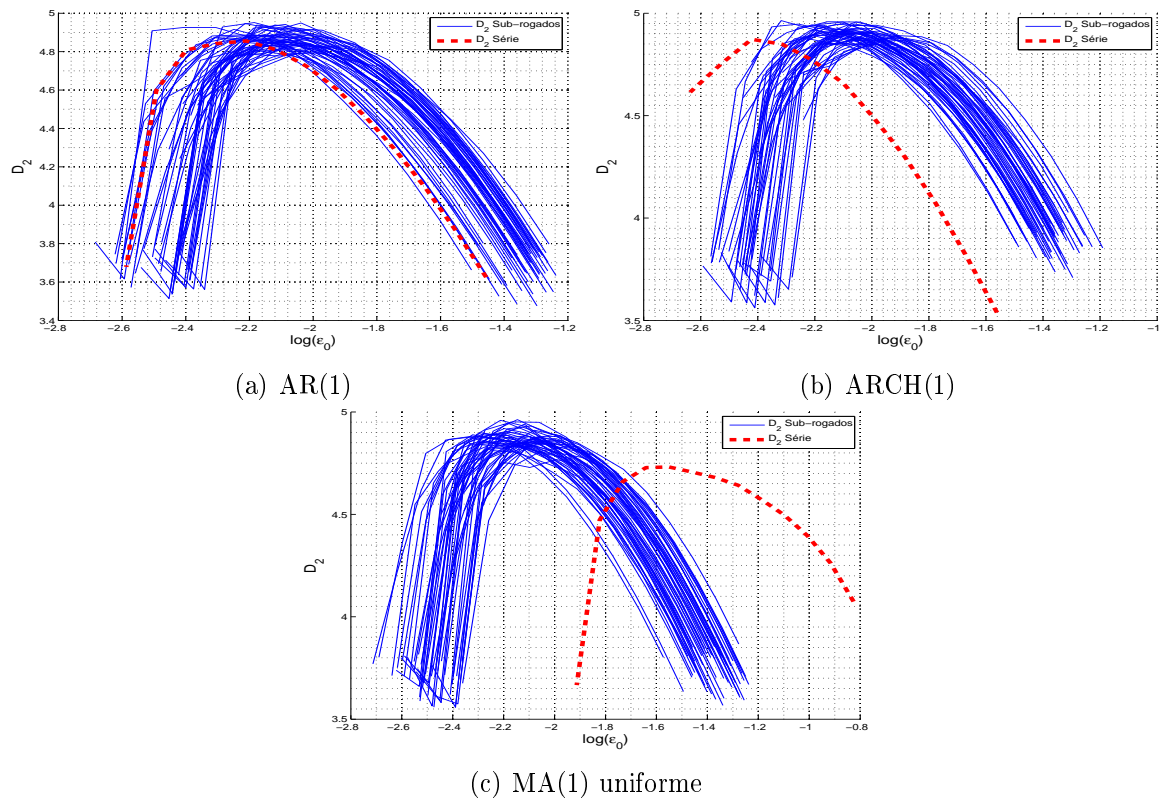 5
4.8
4.6
4.4
4.2
4
3.8
3.6
3.4
D2
−2.8 −2.6 −2.4 −2.2 −2 −1.8 −1.6 −1.4 −1.2
log(ε0)
D2 Sub−rogados
D2 Série
(a) AR(1)
5
4.5
4
3.5
D2
−2.8 −2.6 −2.4 −2.2 −2 −1.8 −1.6 −1.4 −1.2 −1
log(ε0)
D2 Sub−rogados
D2 Série
(b) ARCH(1)
5
4.5
4
3.5
D2
−2.8 −2.6 −2.4 −2.2 −2 −1.8 −1.6 −1.4 −1.2 −1 −0.8
log(ε0)
D2 Sub−rogados
D2 Série
(c) MA(1) uniforme